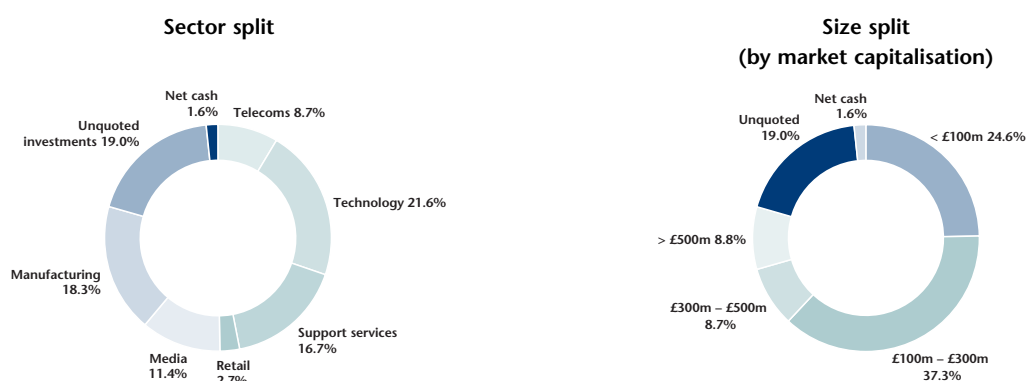 Sector split
Net cash
1.6%
Telecoms 8.7%
Unquoted
investments 19.0%
Technology 21.6%
Manufacturing
18.3%
Support services
16.7%
Media
11.4%
Retail
2.7%
Size split
(by market capitalisation)
Net cash
1.6%
Unquoted
19.0%
< £100m 24.6%
> £500m 8.8%
£300m – £500m
8.7%
£100m – £300m
37.3%